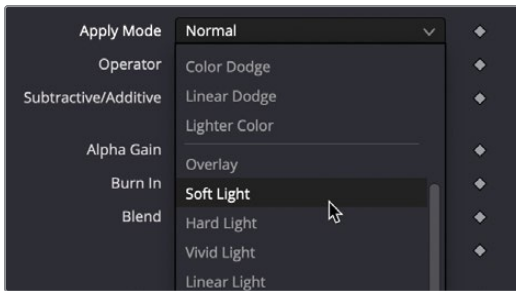 Apply Mode Normal
Operator Color Dodge
Subtractive/Additive Linear Dodge
Lighter Color
Alpha Gain
Overlay
Burn In Soft Light
Blend Hard Light
Vivid Light
Linear Light